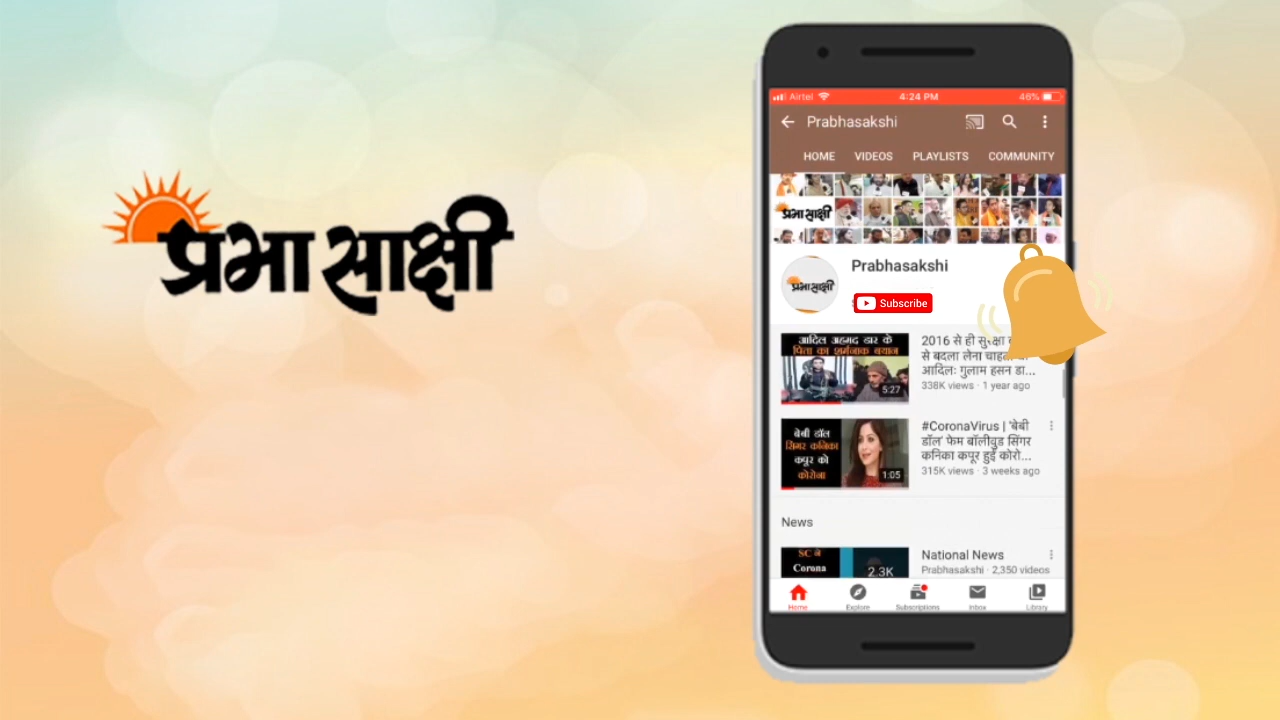 प्रभासाक्षी
Airtel 4:24 PM 46%
Prabhasakshi
HOME VIDEOS PLAYLISTS COMMUNITY
प्रभासाक्षी
Prabhasakshi
प्रभासाक्षी
Subscribe
आदिल अहमद डार के
पिता का शर्मनाक बयान
5:27
2016 से ही सुरक्षा
से बदला लेना चाहता
आदिलः गुलाम हसन डा...
338K views · 1 year ago
बेबी डॉल
सिंगर कनिका
कपूर को
कोरोना
1:05
#CoronaVirus | 'बेबी
डॉल' फेम बॉलीवुड सिंगर
कनिका कपूर हुईं कोरो...
315K views · 3 weeks ago
News
SC ने
Corona
2.3K
National News
Prabhasakshi · 2,350 videos
Home Explore Subscriptions Inbox Library